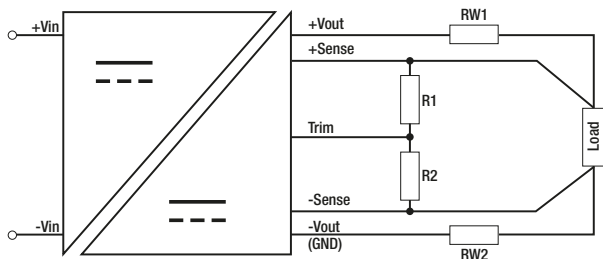 +Vin
+Vout
RW1
+Sense
R1
Trim
Load
R2
-Sense
-Vin
-Vout
(GND)
RW2